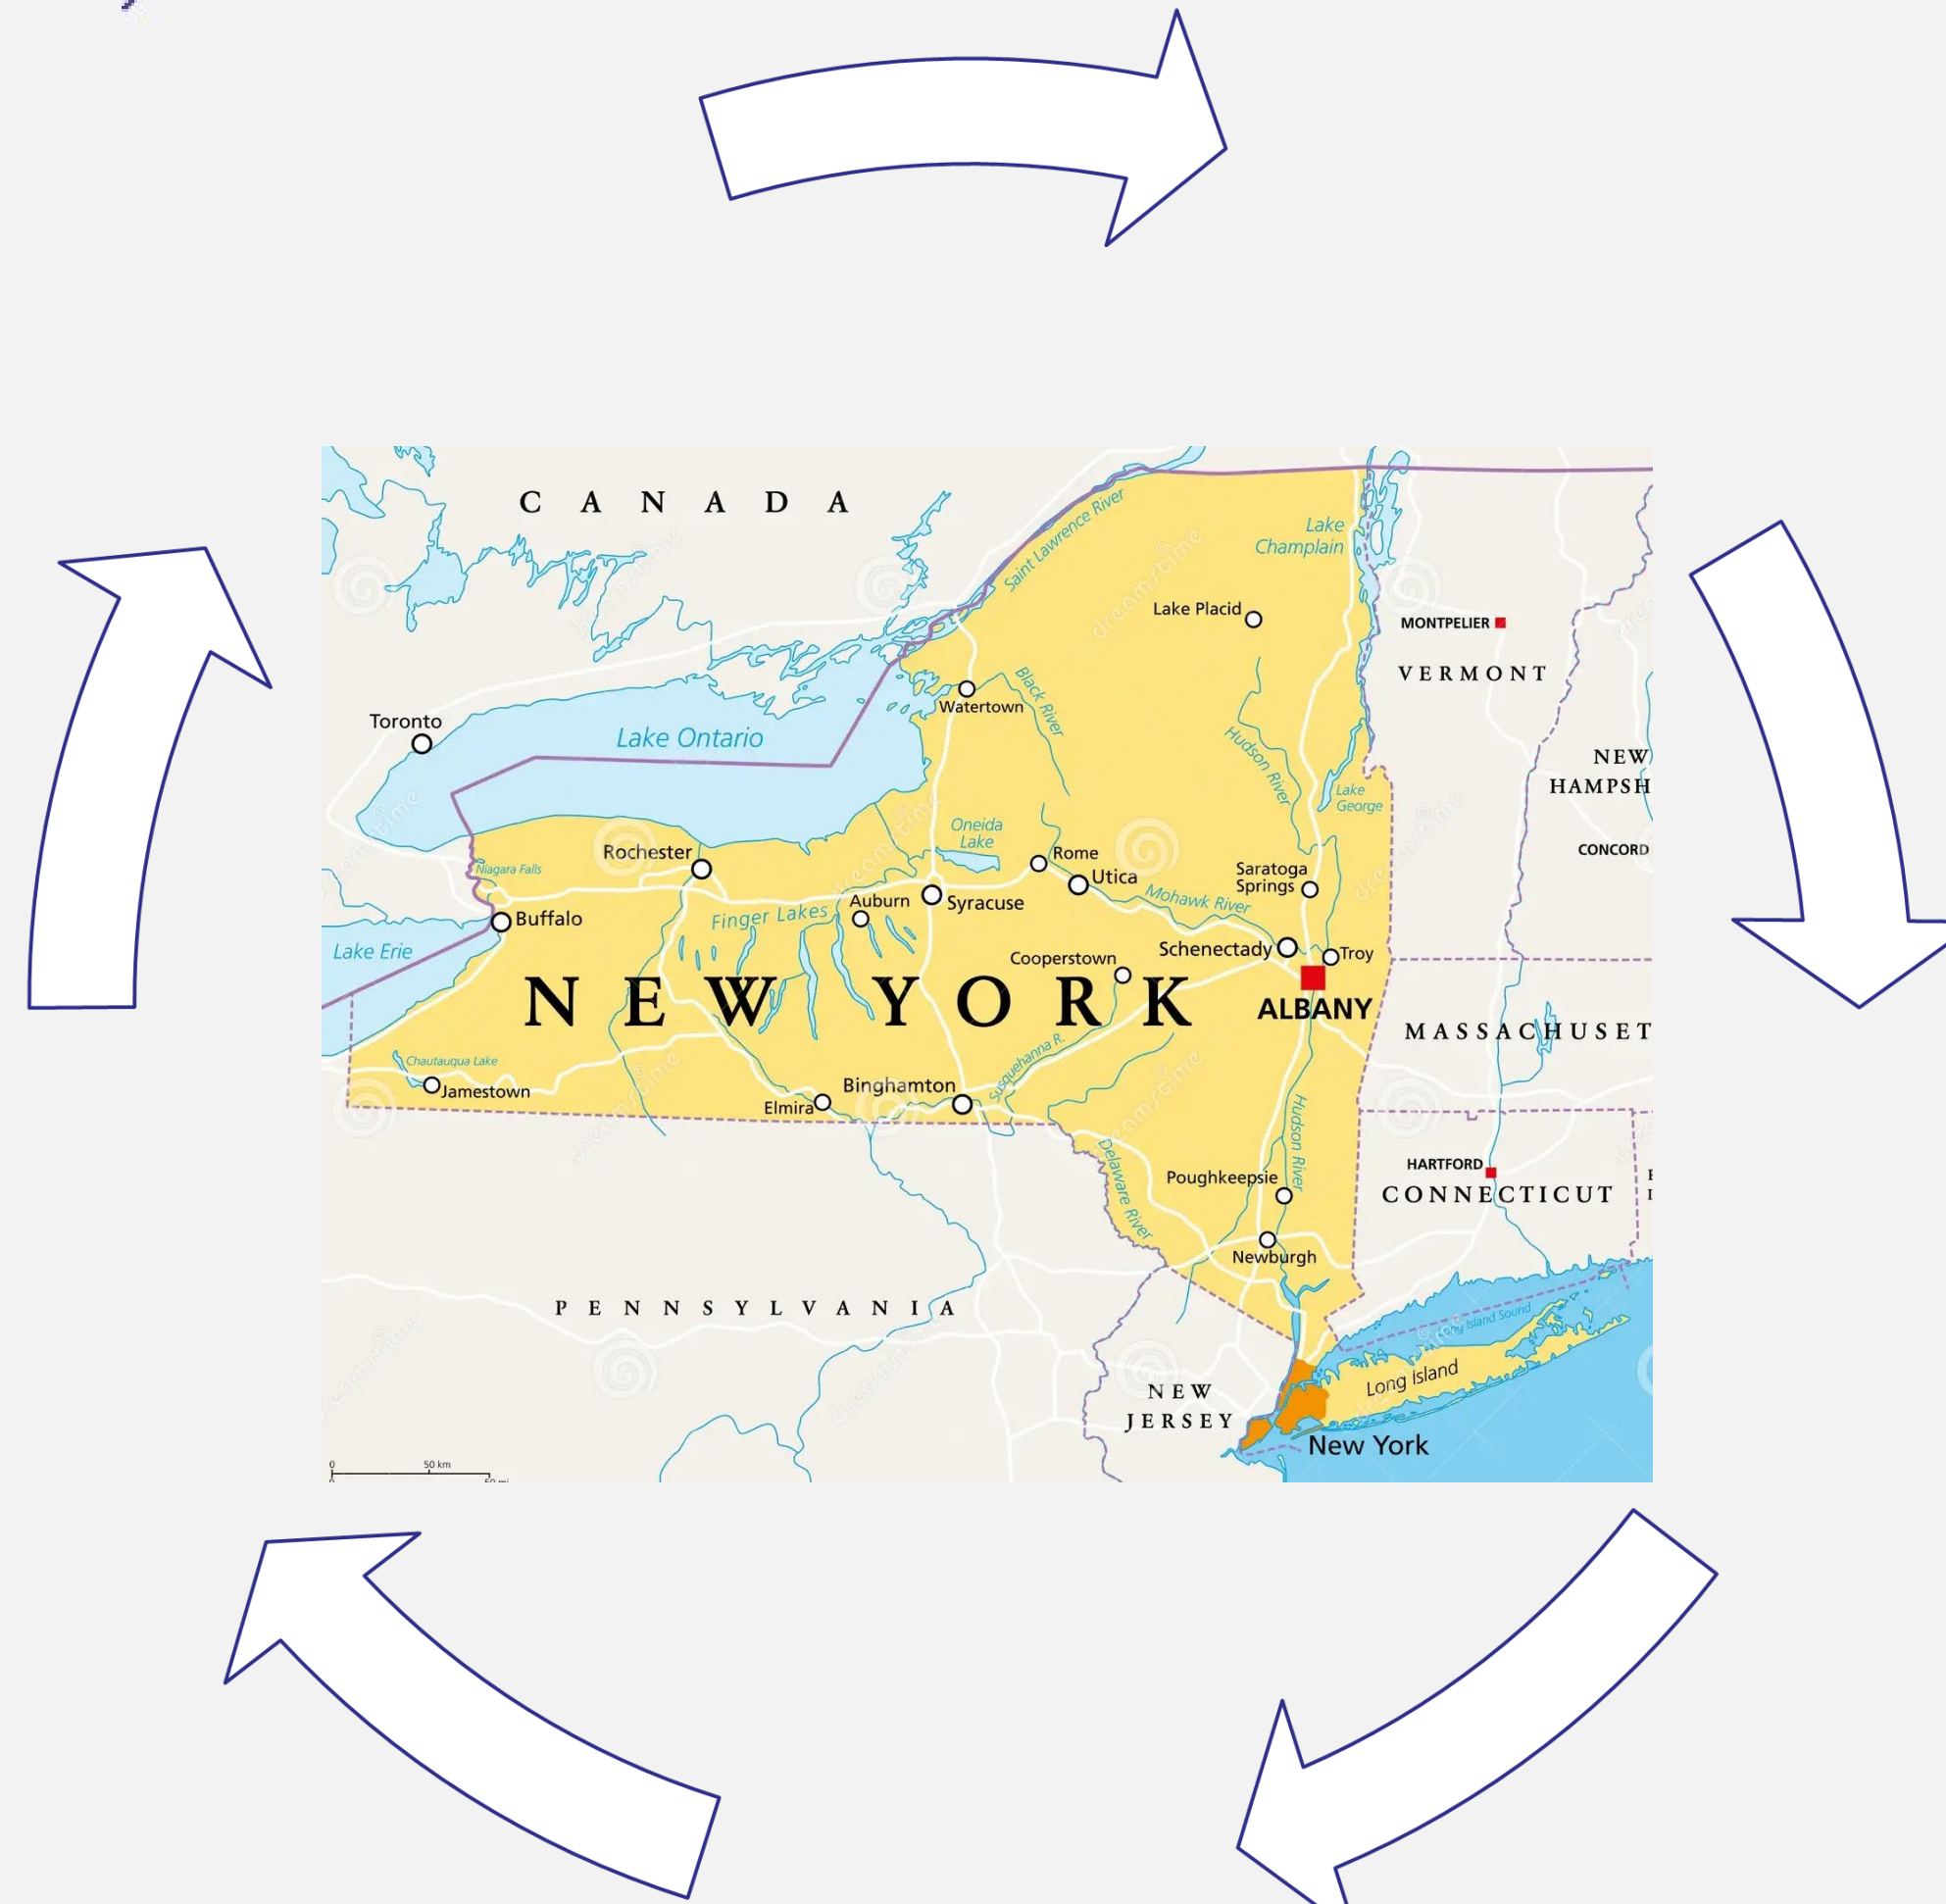 CANADA
Saint Lawrence River
Lake
Champlain
Lake Placid
MONTPELIER
VERMONT
Black River
Watertown
Toronto
Lake Ontario
Hudson River
NEW
HAMPSH
Lake
George
Oneida
Lake
CONCORD
Rochester
Rome
Niagara Falls
Saratoga
Springs
Utica
Mohawk River
Auburn
Syracuse
Finger Lakes
Buffalo
Lake Erie
Schenectady
Troy
Cooperstown
NEW YORK
ALBANY
MASSACHUSET
Susquehanna R.
Chautauqua Lake
Jamestown
Binghamton
Elmira
Hudson River
Delaware River
HARTFORD
CONNECTICUT
Poughkeepsie
Newburgh
PENNSYLVANIA
Long Island Sound
Long Island
NEW
JERSEY
New York
0 50 km
dreamstime